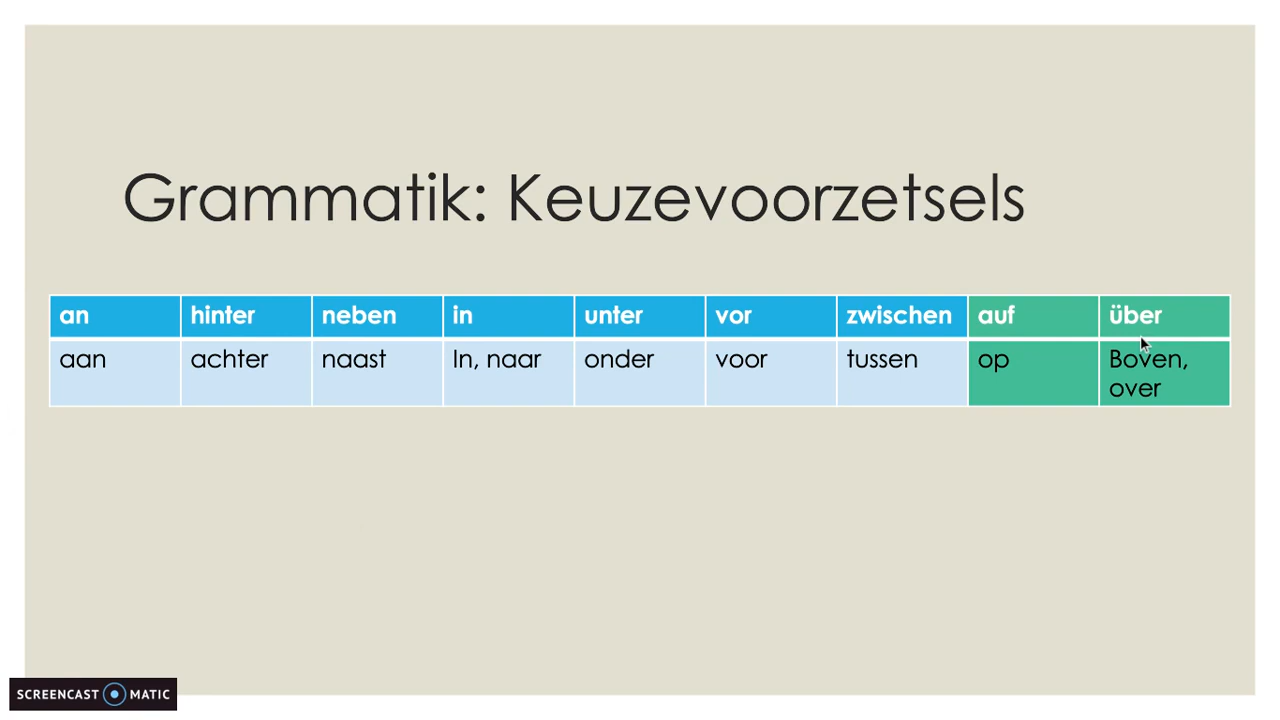 Grammatik: Keuzevoorzetsels
an hinter neben in unter vor zwischen auf über
aan achter naast In, naar onder voor tussen op Boven,
over
SCREENCAST MATIC